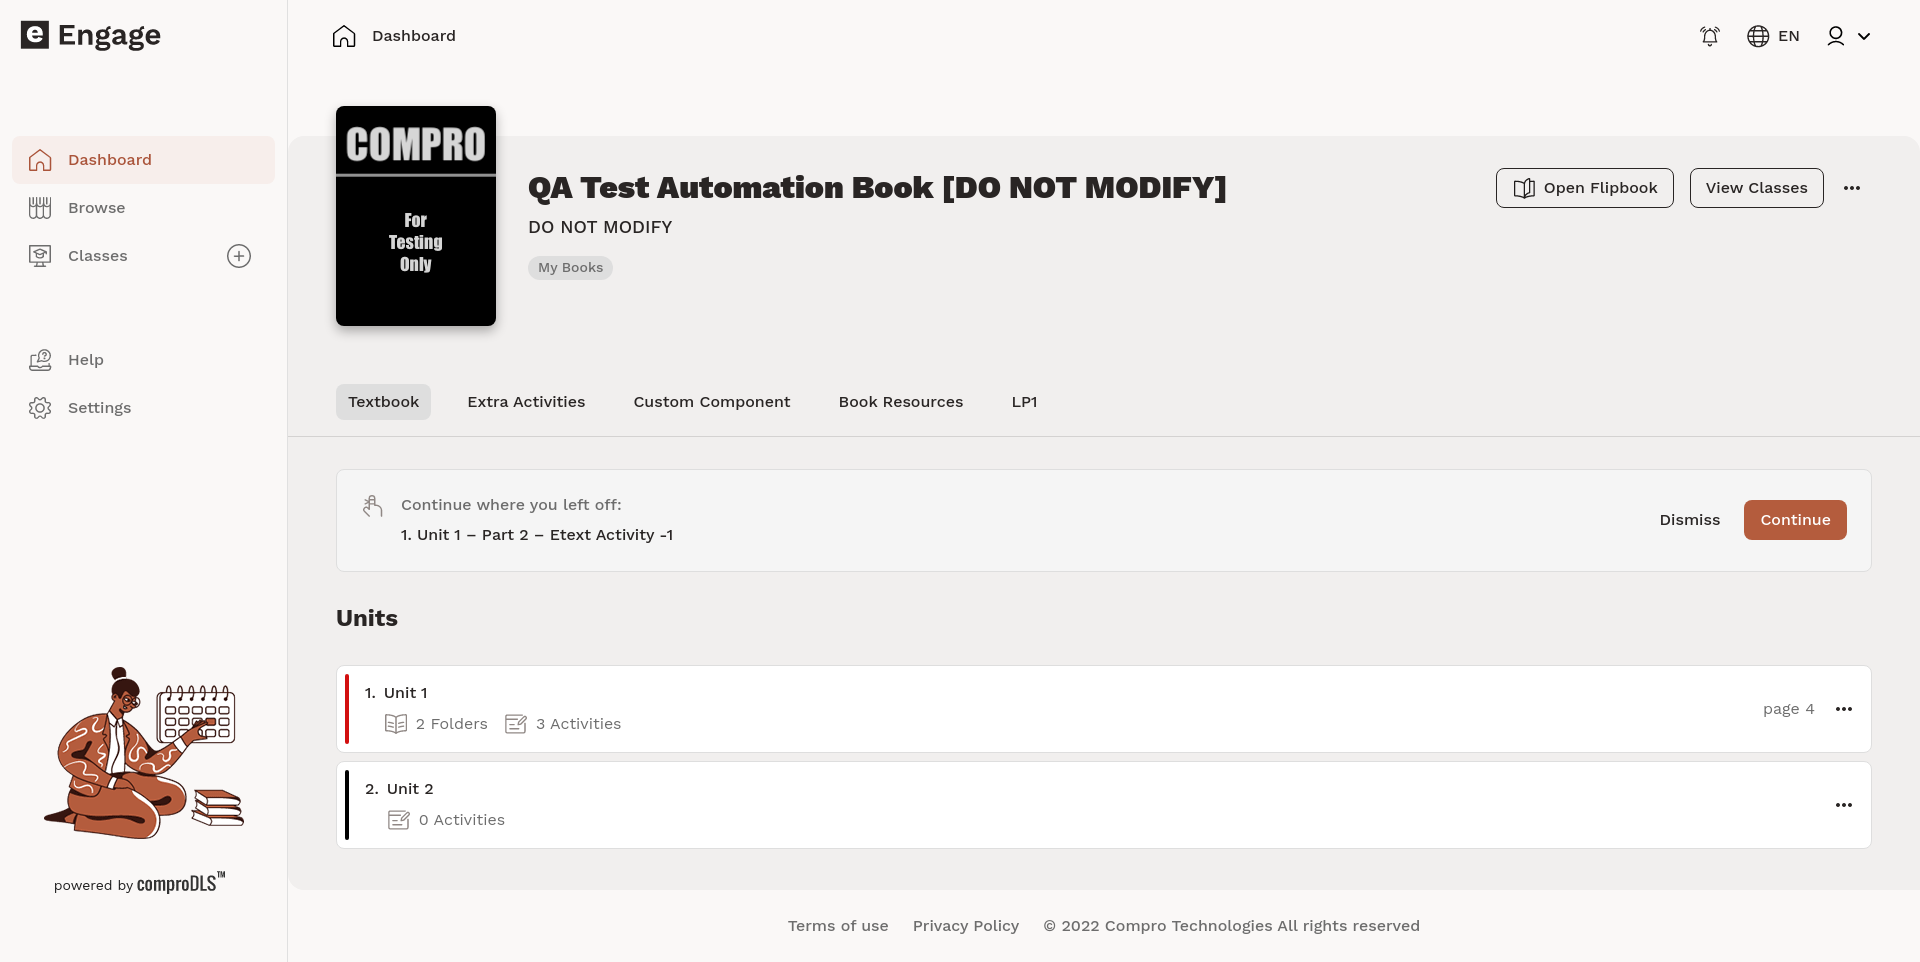 e Engage
Dashboard
EN
Dashboard
Browse
Classes
Help
Settings
powered by comproDLS™
COMPRO
For
Testing
Only
QA Test Automation Book [DO NOT MODIFY]
DO NOT MODIFY
My Books
Open Flipbook
View Classes
Textbook
Extra Activities
Custom Component
Book Resources
LP1
Continue where you left off:
1. Unit 1 – Part 2 – Etext Activity -1
Dismiss
Continue
Units
1. Unit 1
2 Folders
3 Activities
page 4
2. Unit 2
0 Activities
Terms of use
Privacy Policy
© 2022 Compro Technologies All rights reserved